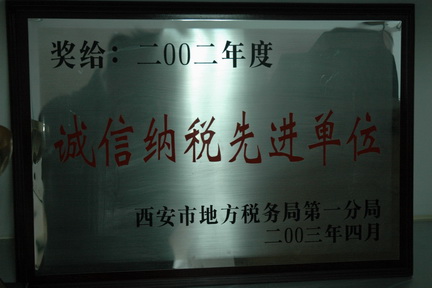 奖给：二00二年度
诚信纳税先进单位
西安市地方税务局第一分局
二00三年四月